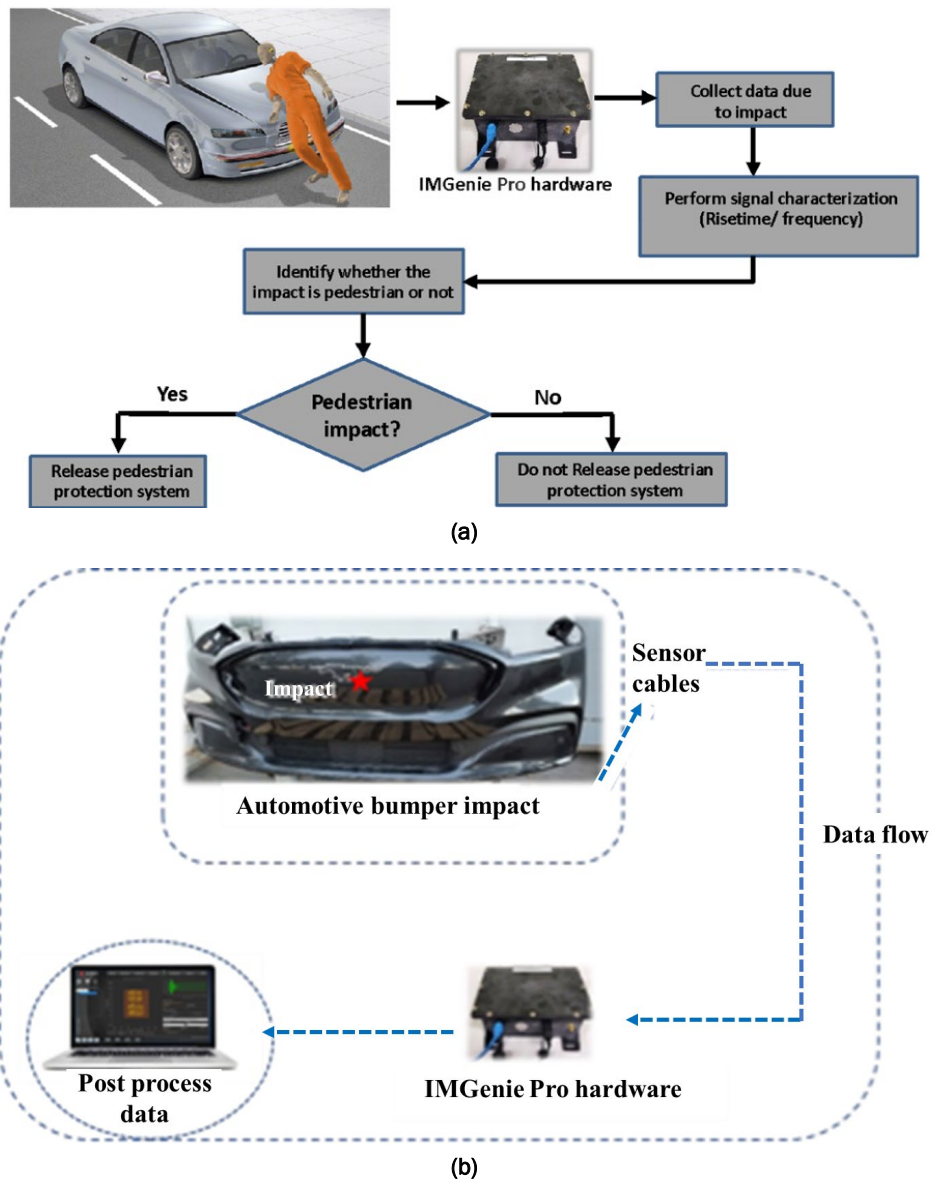 IMGenie Pro hardware
Collect data due
to impact
Perform signal characterization
(Risetime/ frequency)
Identify whether the
impact is pedestrian or not
Pedestrian
impact?
Yes
No
Release pedestrian
protection system
Do not Release pedestrian
protection system
(a)
Impact
Automotive bumper impact
Sensor
cables
Data flow
IMGenie Pro hardware
Post process
data
(b)